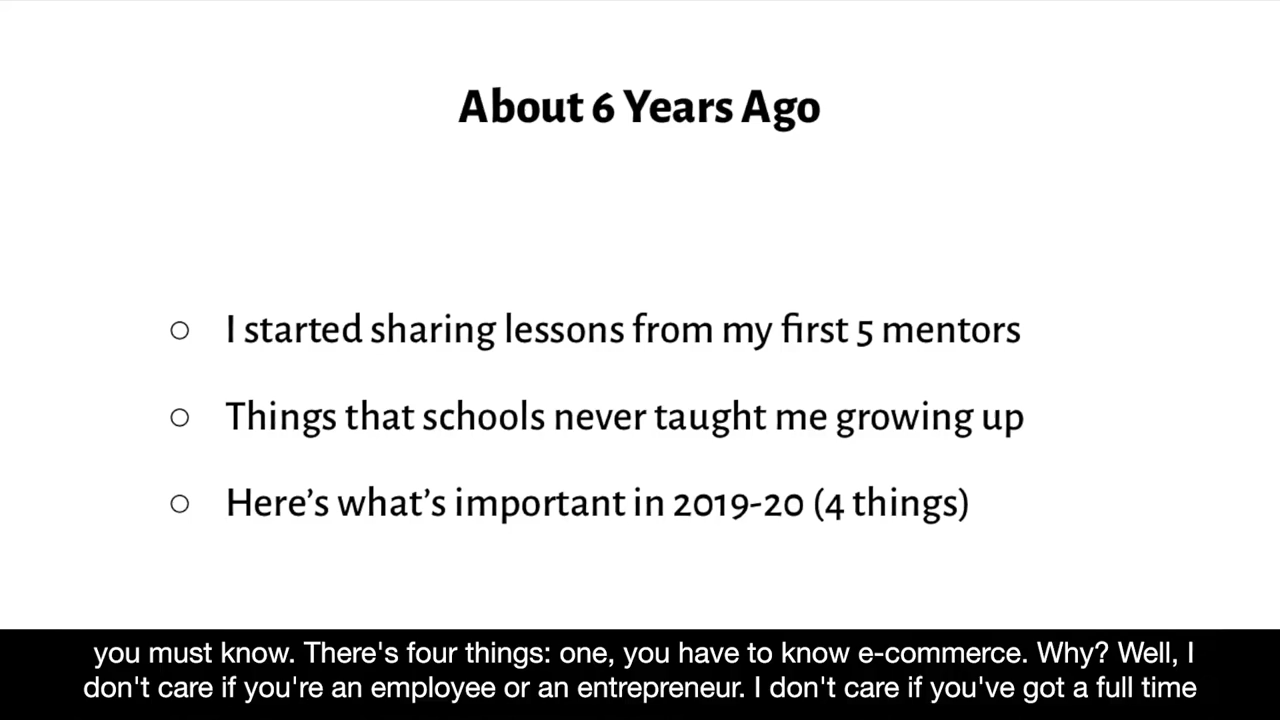 About 6 Years Ago
○ I started sharing lessons from my first 5 mentors
○ Things that schools never taught me growing up
○ Here’s what’s important in 2019-20 (4 things)
you must know. There's four things: one, you have to know e-commerce. Why? Well, I
don't care if you're an employee or an entrepreneur. I don't care if you've got a full time